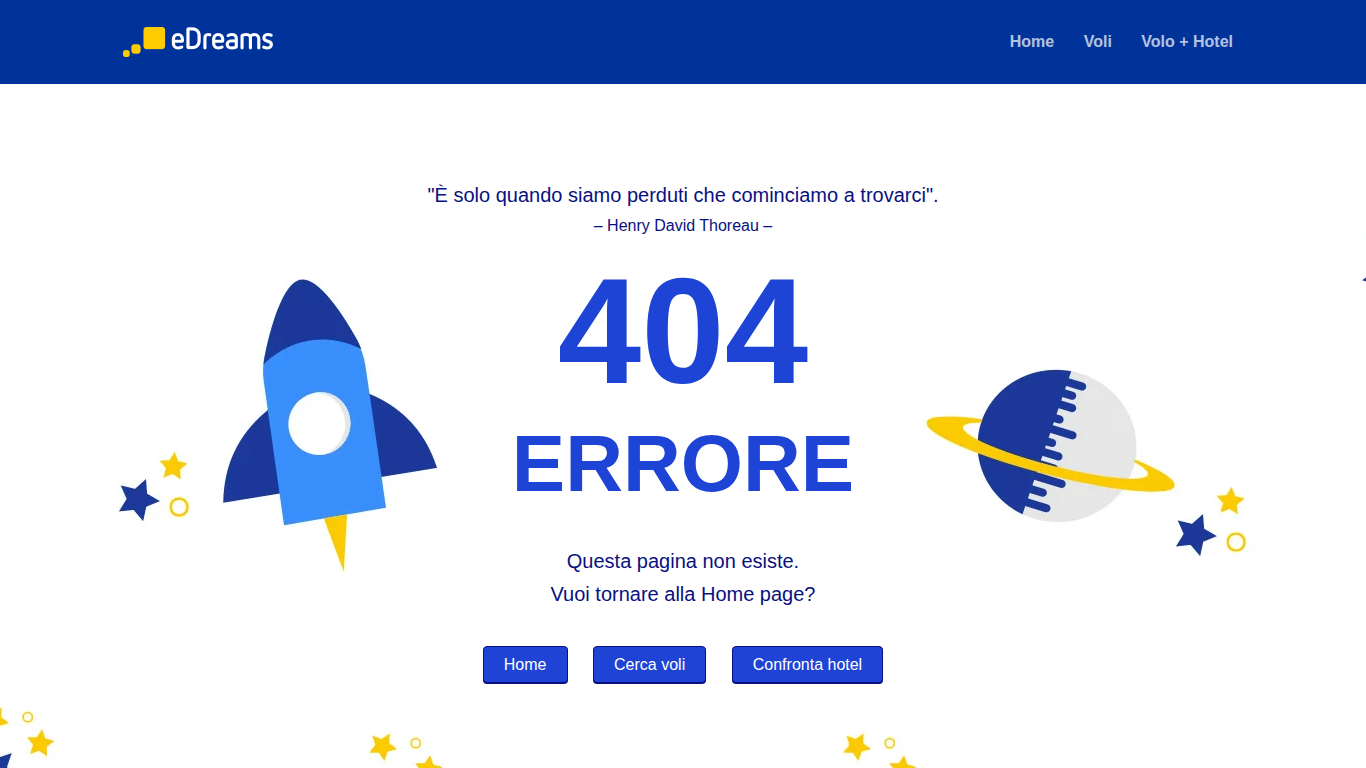 eDreams
Home Voli Volo + Hotel
"È solo quando siamo perduti che cominciamo a trovarci".
– Henry David Thoreau –
404
ERRORE
Questa pagina non esiste.
Vuoi tornare alla Home page?
Home Cerca voli Confronta hotel